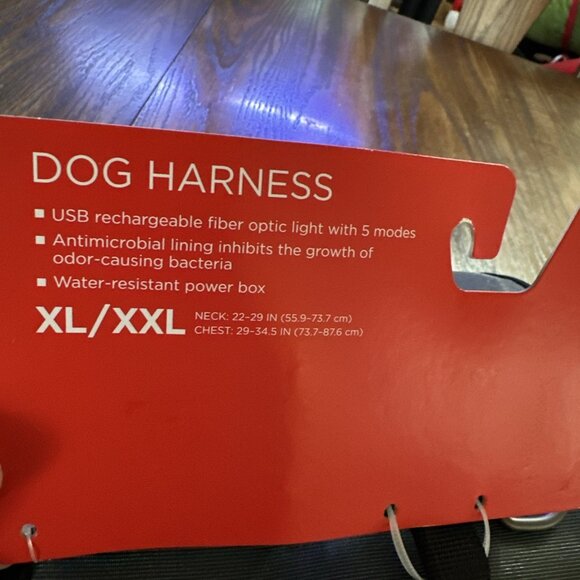 DOG HARNESS
▪ USB rechargeable fiber optic light with 5 modes
▪ Antimicrobial lining inhibits the growth of
odor-causing bacteria
▪ Water-resistant power box
XL/XXL NECK: 22-29 IN (55.9-73.7 cm)
CHEST: 29-34.5 IN (73.7-87.6 cm)